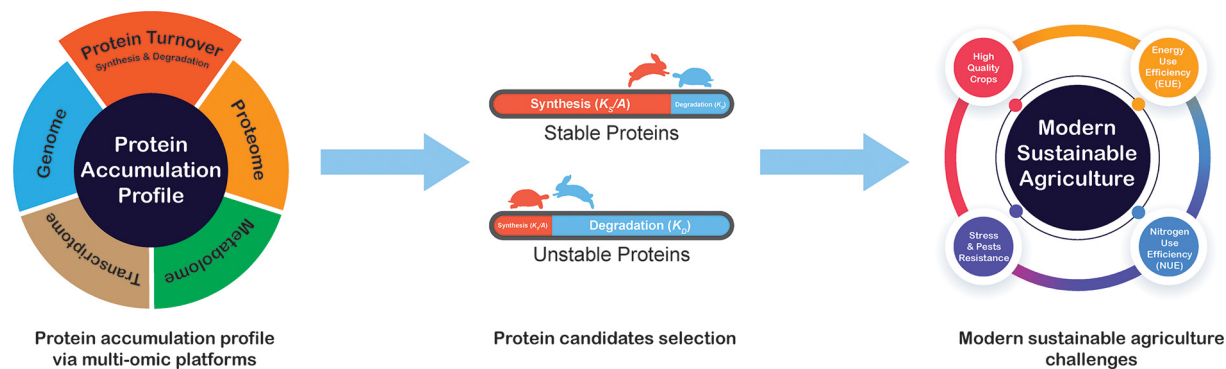 Protein Turnover
Synthesis & Degradation
Genome
Proteome
Transcriptome
Metabolome
Protein
Accumulation
Profile
Protein accumulation profile
via multi-omic platforms
Synthesis (Ks/A)
Degradation (KD)
Stable Proteins
Synthesis (Ks/A)
Degradation (KD)
Unstable Proteins
Protein candidates selection
High
Quality
Crops
Energy
Use
Efficiency
(EUE)
Modern
Sustainable
Agriculture
Stress
& Pests
Resistance
Nitrogen
Use
Efficiency
(NUE)
Modern sustainable agriculture
challenges